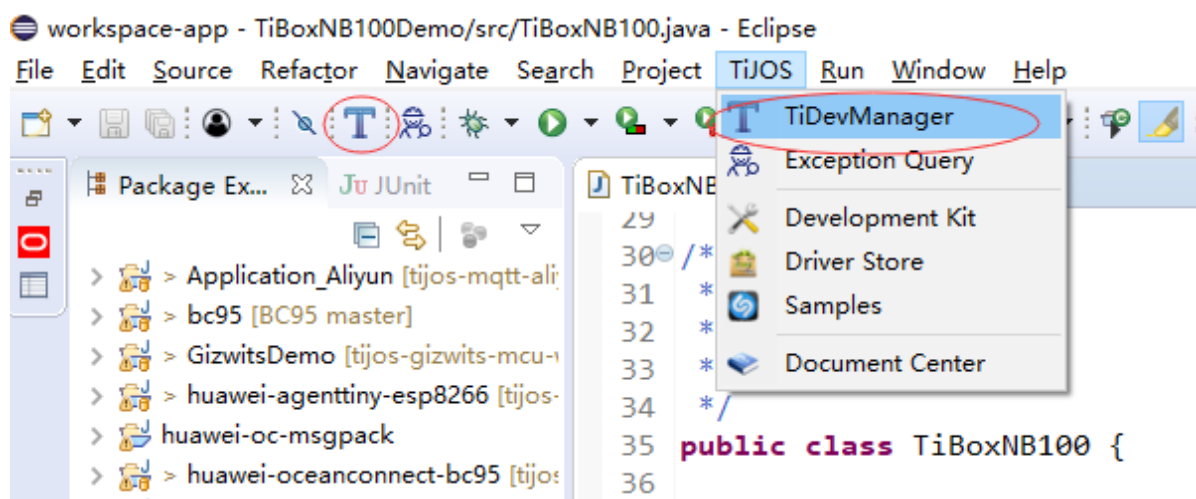 workspace-app - TiBoxNB100Demo/src/TiBoxNB100.java - Eclipse
File Edit Source Refactor Navigate Search Project TiJOS Run Window Help
TiDevManager
Exception Query
Development Kit
Driver Store
Samples
Document Center
Package Ex... JUnit
> Application_Aliyun [tijos-mqtt-ali
> bc95 [BC95 master]
> GizwitsDemo [tijos-gizwits-mcu-
> huawei-agenttiny-esp8266 [tijos-
huawei-oc-msgpack
> huawei-oceanconnect-bc95 [tijos
TiBoxNB
29
30 /*
31 *
32 *
33 *
34 */
35 public class TiBoxNB100 {
36